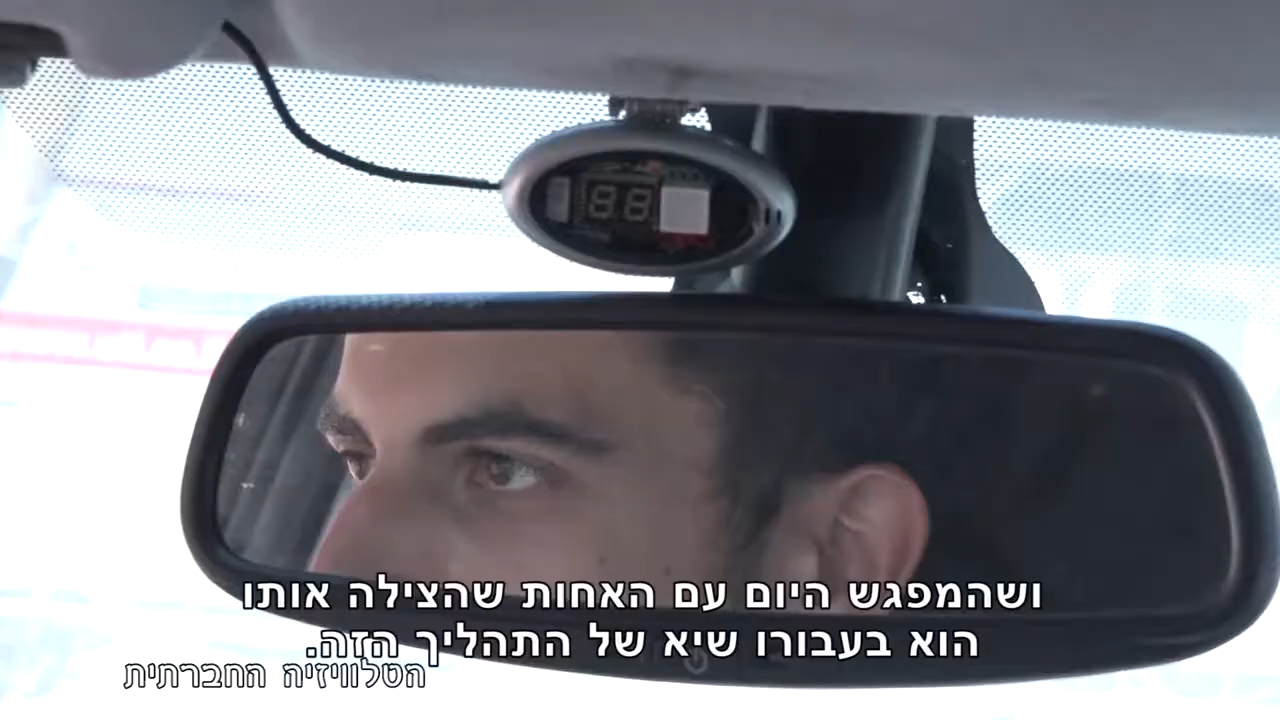 ושהמפגש היום עם האחות שהצילה אותו
הוא בעבורו שיא של התהליך הזה.
הטלוויזיה החברתית